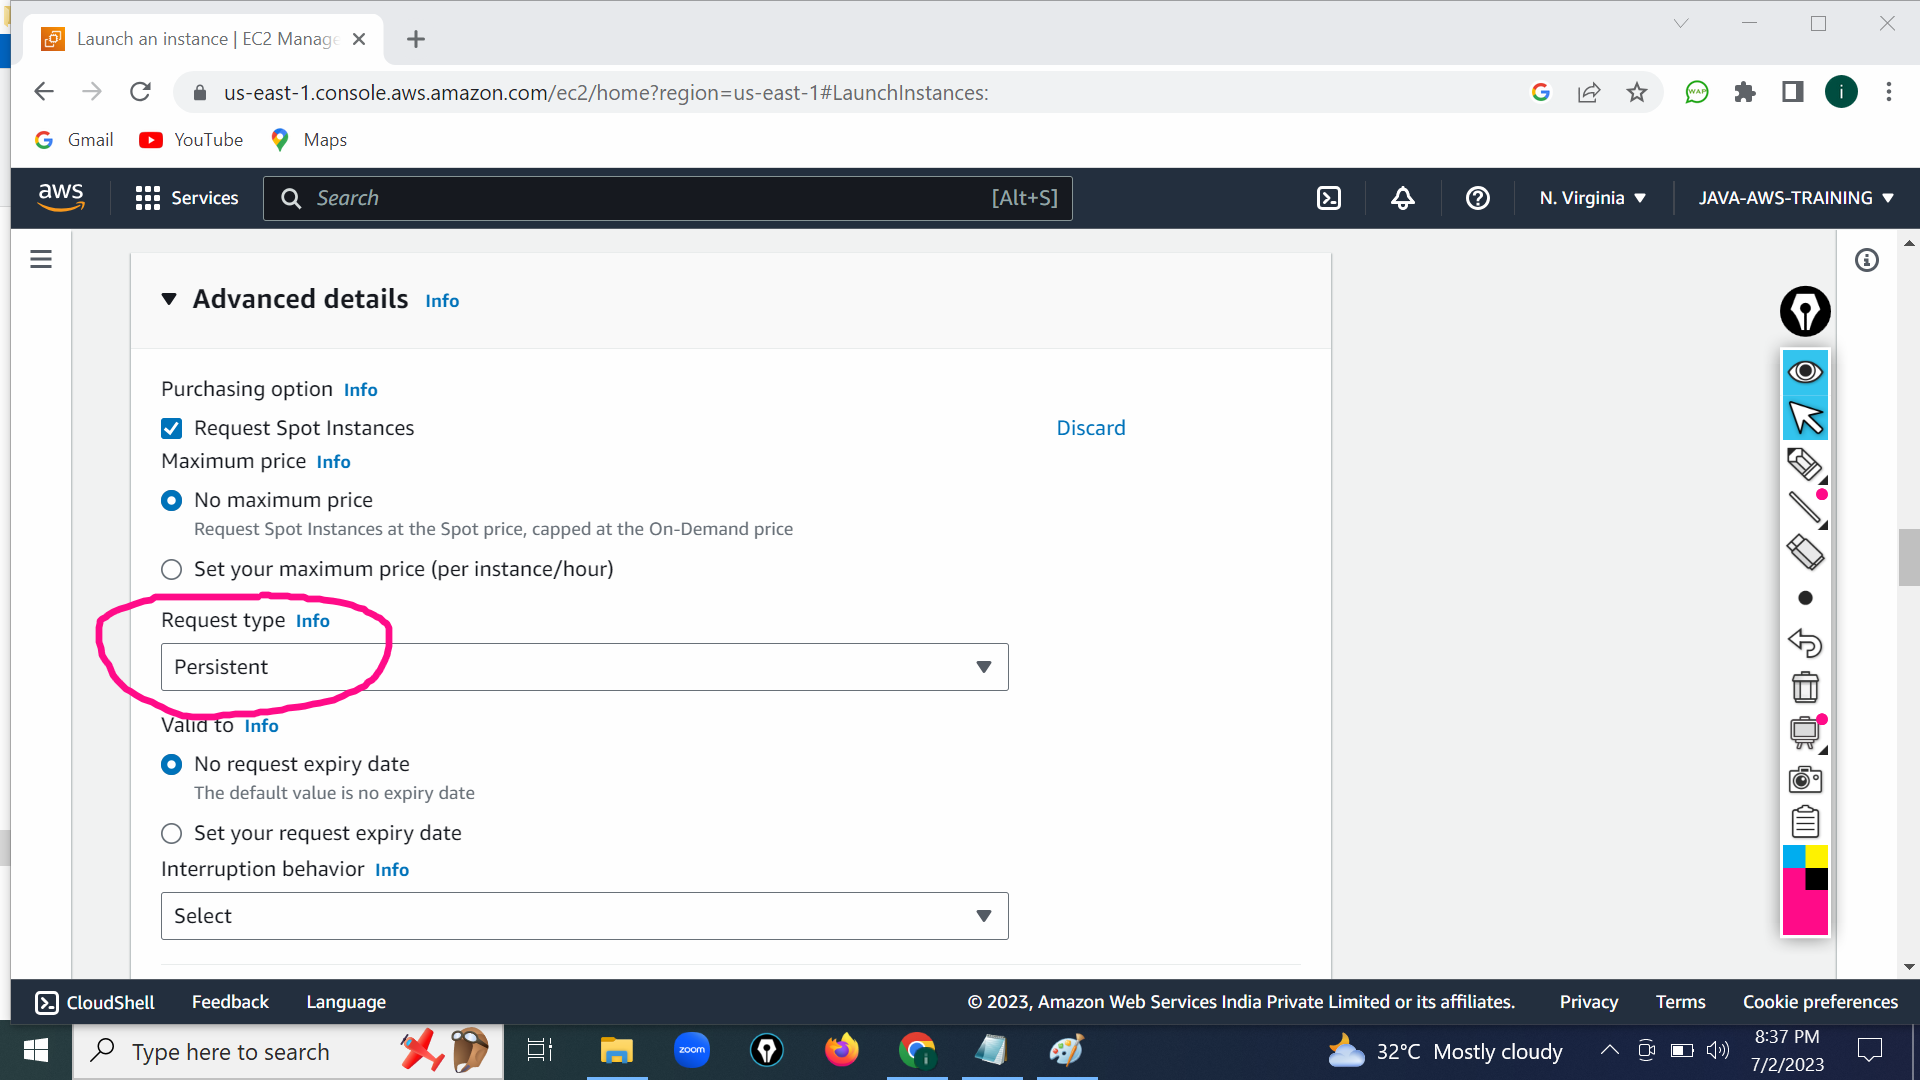 Launch an instance | EC2 Manage
us-east-1.console.aws.amazon.com/ec2/home?region=us-east-1#LaunchInstances:
i
Gmail
YouTube
Maps
aws
Services
Search
[Alt+S]
N. Virginia
JAVA-AWS-TRAINING
Advanced details Info
Purchasing option Info
Request Spot Instances
Discard
Maximum price Info
No maximum price
Request Spot Instances at the Spot price, capped at the On-Demand price
Set your maximum price (per instance/hour)
Request type Info
Persistent
Valid to Info
No request expiry date
The default value is no expiry date
Set your request expiry date
Interruption behavior Info
Select
CloudShell
Feedback
Language
© 2023, Amazon Web Services India Private Limited or its affiliates.
Privacy
Terms
Cookie preferences
Type here to search
zoom
32°C Mostly cloudy
8:37 PM
7/2/2023